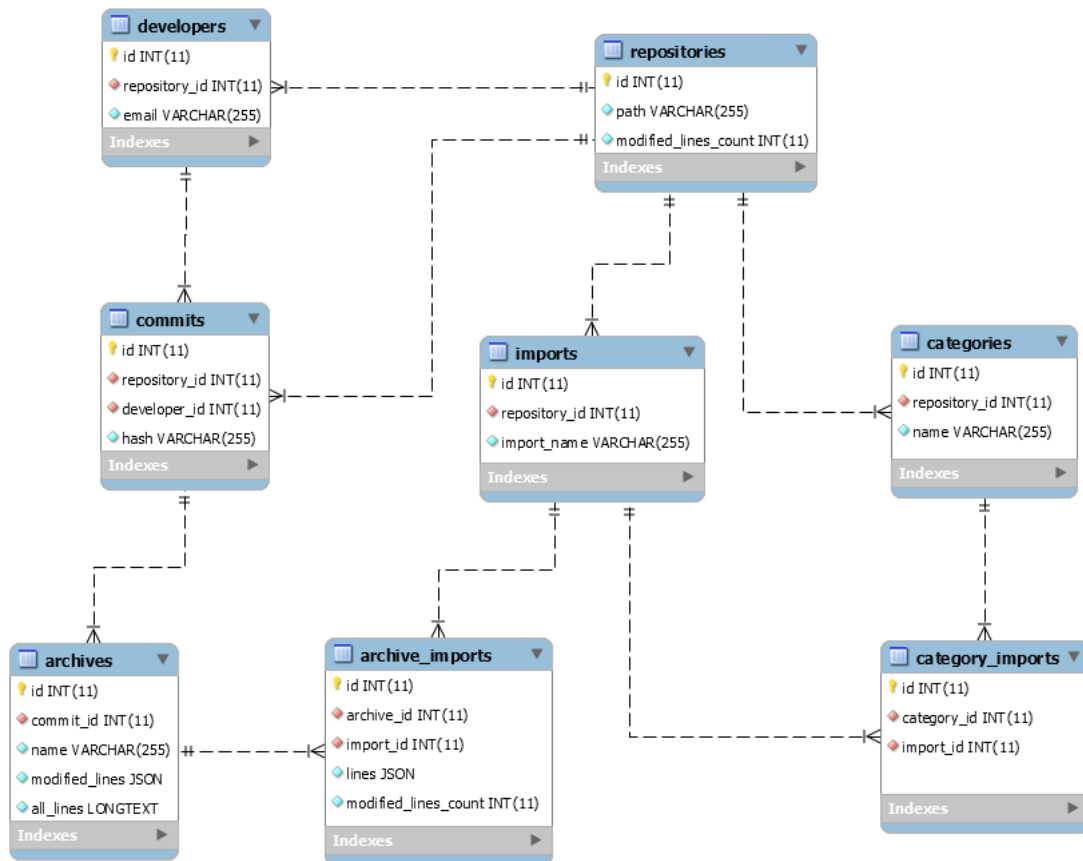 developers
id INT(11)
repository_id INT(11)
email VARCHAR(255)
Indexes
repositories
id INT(11)
path VARCHAR(255)
modified_lines_count INT(11)
Indexes
commits
id INT(11)
repository_id INT(11)
developer_id INT(11)
hash VARCHAR(255)
Indexes
imports
id INT(11)
repository_id INT(11)
import_name VARCHAR(255)
Indexes
categories
id INT(11)
repository_id INT(11)
name VARCHAR(255)
Indexes
archives
id INT(11)
commit_id INT(11)
name VARCHAR(255)
modified_lines JSON
all_lines LONGTEXT
Indexes
archive_imports
id INT(11)
archive_id INT(11)
import_id INT(11)
lines JSON
modified_lines_count INT(11)
Indexes
category_imports
id INT(11)
category_id INT(11)
import_id INT(11)
Indexes